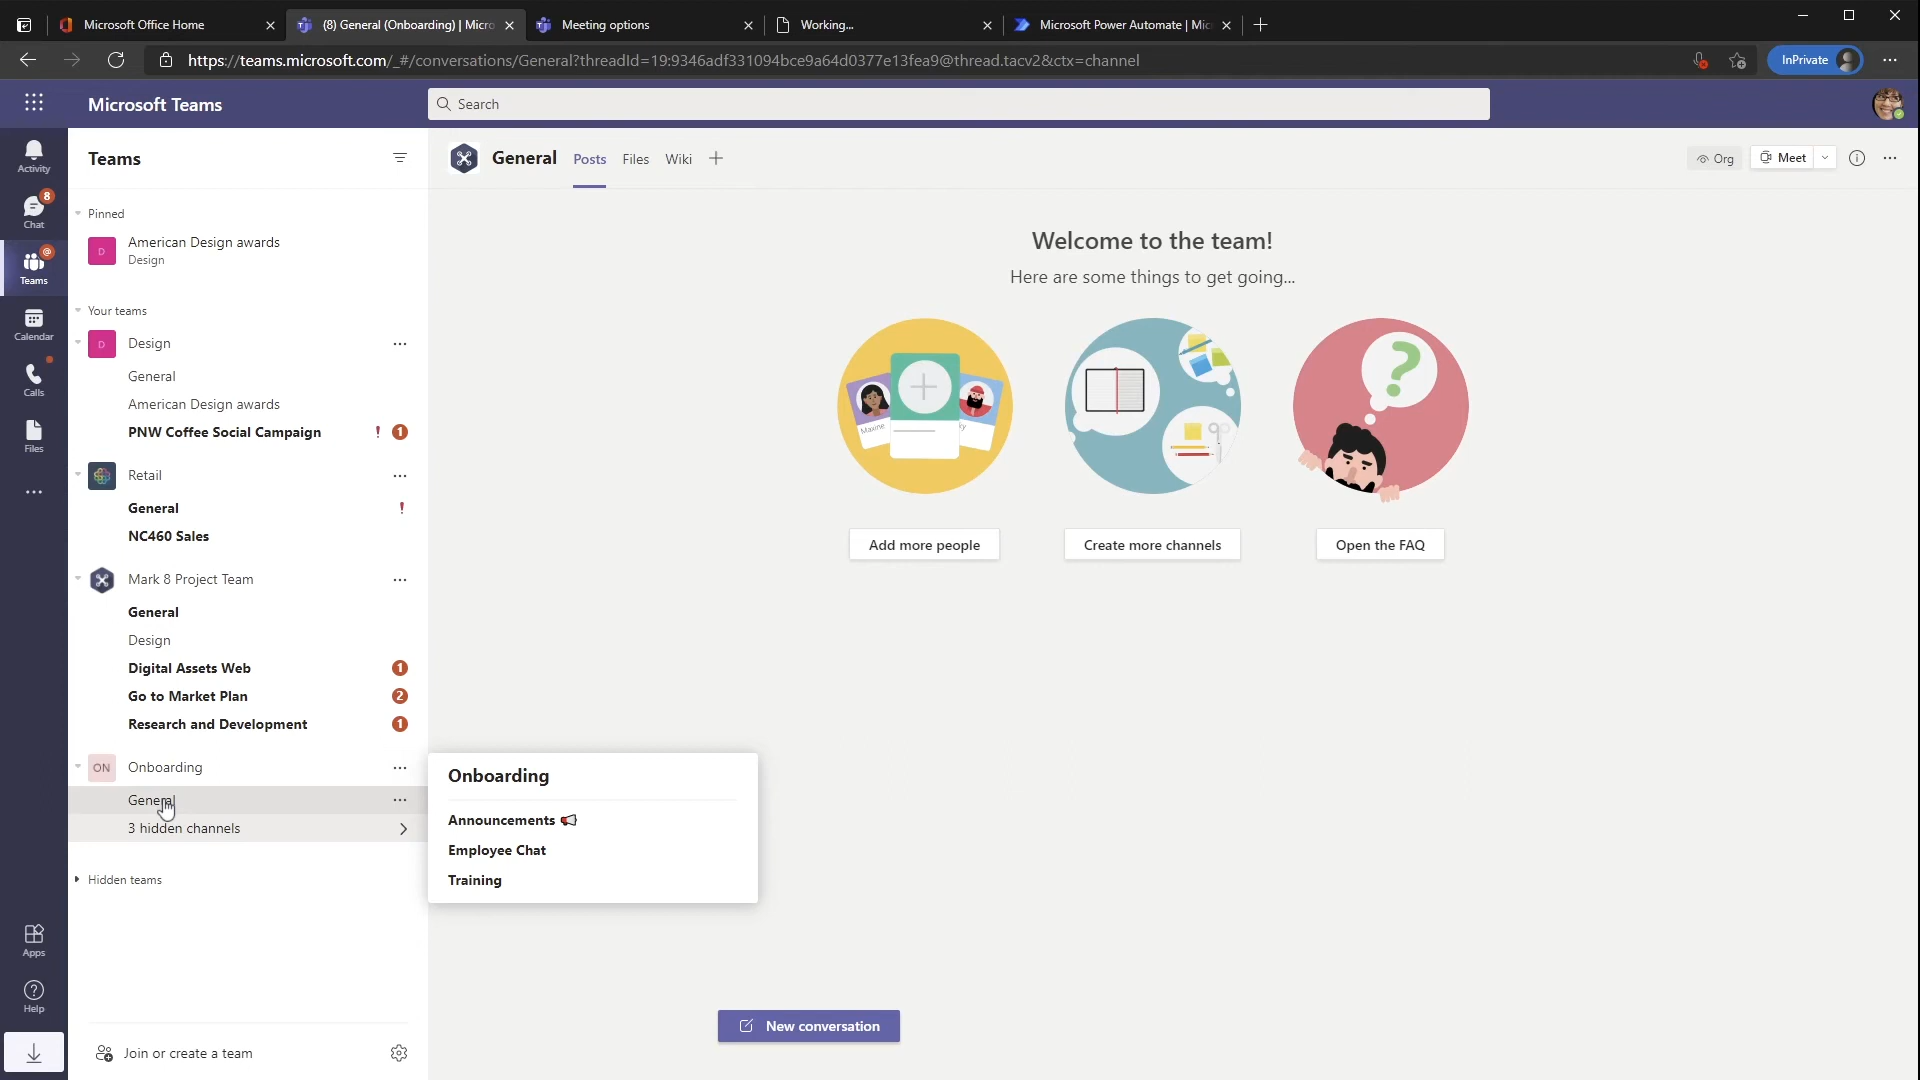 Microsoft Office Home
(8) General (Onboarding) | Micro
Meeting options
Working...
Microsoft Power Automate | Mic
https://teams.microsoft.com/_#/conversations/General?threadId=19:9346adf331094bce9a64d0377e13fea9@thread.tacv2&ctx=channel
InPrivate
Microsoft Teams
Search
Activity
8
Chat
@
Teams
Calendar
Calls
Files
Apps
Help
Teams
Pinned
D
American Design awards
Design
Your teams
D
Design
General
American Design awards
PNW Coffee Social Campaign ! 1
Retail
General !
NC460 Sales
Mark 8 Project Team
General
Design
Digital Assets Web 1
Go to Market Plan 2
Research and Development 1
ON Onboarding
General
3 hidden channels
Hidden teams
Join or create a team
General Posts Files Wiki
Org
Meet
Welcome to the team!
Here are some things to get going...
Maxine
Add more people
Create more channels
Open the FAQ
Onboarding
Announcements 📢
Employee Chat
Training
New conversation